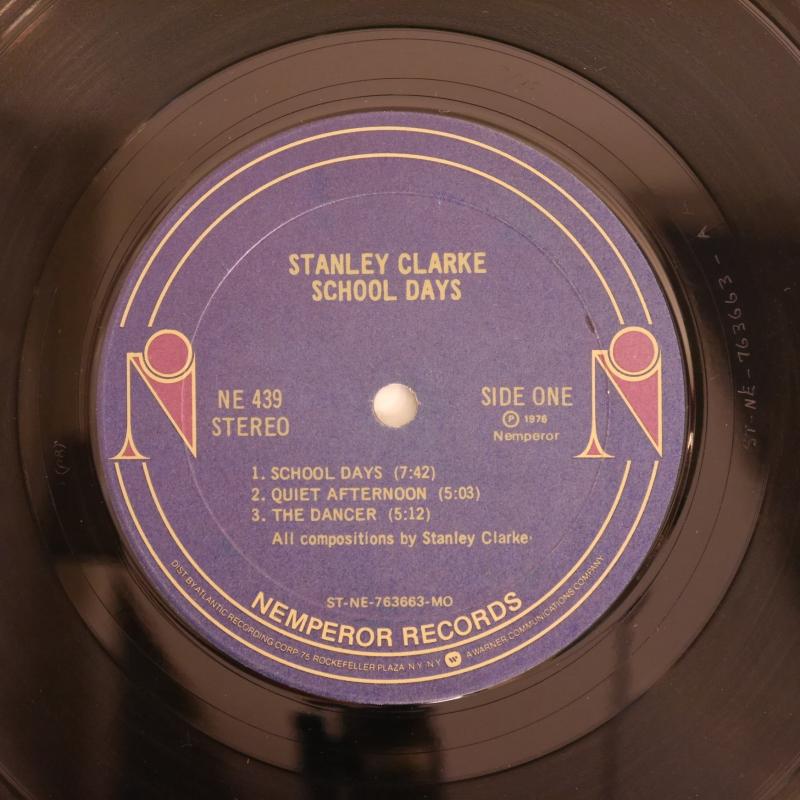 STANLEY CLARKE
SCHOOL DAYS
NE 439
STEREO
SIDE ONE
Ⓟ 1976
Nemperor
1. SCHOOL DAYS (7:42)
2. QUIET AFTERNOON (5:03)
3. THE DANCER (5:12)
All compositions by Stanley Clarke
ST-NE-763663-MO
NEMPEROR RECORDS
DIST BY ATLANTIC RECORDING CORP 75 ROCKEFELLER PLAZA N Y N Y W A WARNER COMMUNICATIONS COMPANY
ST-NE-763663-A